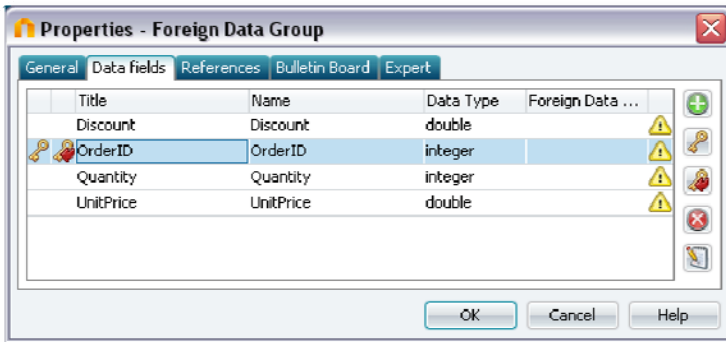 Properties - Foreign Data Group
General Data fields References Bulletin Board Expert
Title Name Data Type Foreign Data ...
Discount Discount double
OrderID OrderID integer
Quantity Quantity integer
UnitPrice UnitPrice double
OK Cancel Help